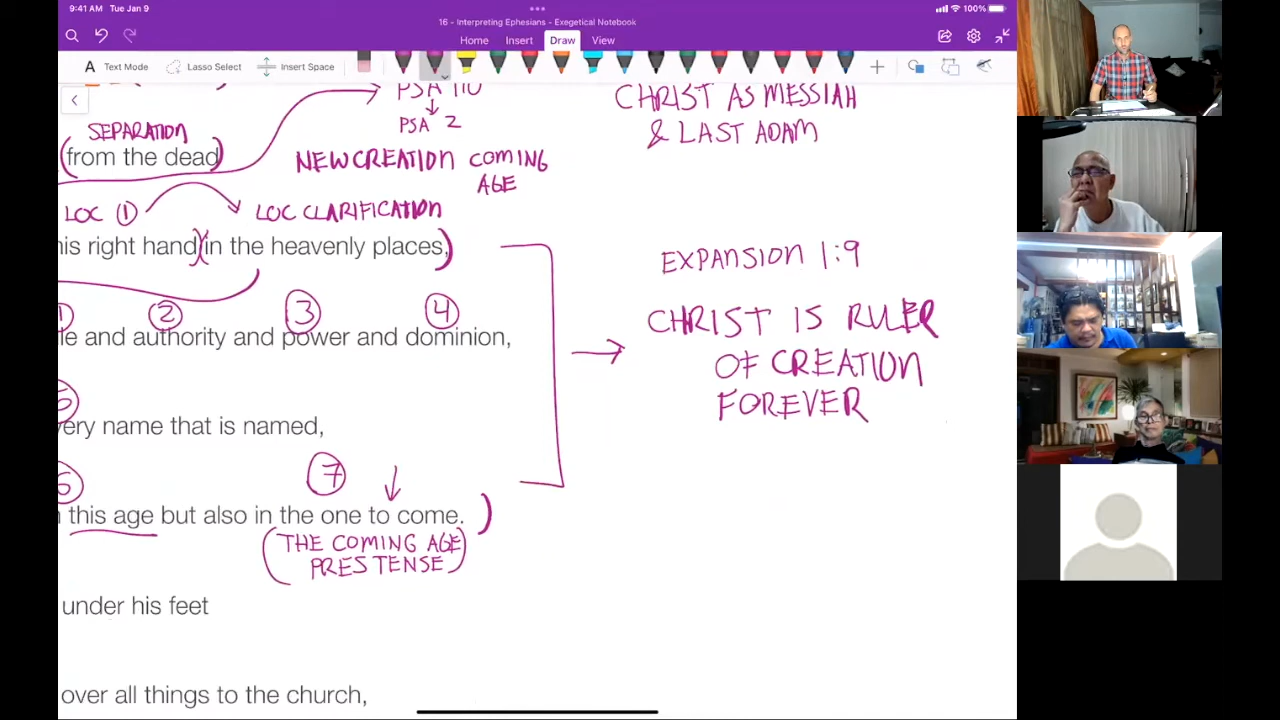 9:41 AM Tue Jan 9
100%
16 - Interpreting Ephesians - Exegetical Notebook
Home Insert Draw View
A Text Mode Lasso Select Insert Space
PSA 110
CHRIST AS MESSIAH
PSA 2
SEPARATION
& LAST ADAM
(from the dead)
NEW CREATION COMING
AGE
LOC ① LOC CLARIFICATION
his right hand)(in the heavenly places,)
EXPANSION 1:9
② ③ ④
CHRIST IS RULER
le and authority and power and dominion,
OF CREATION
FOREVER
very name that is named,
⑦
this age but also in the one to come. )
(THE COMING AGE
PRES TENSE)
under his feet
over all things to the church,